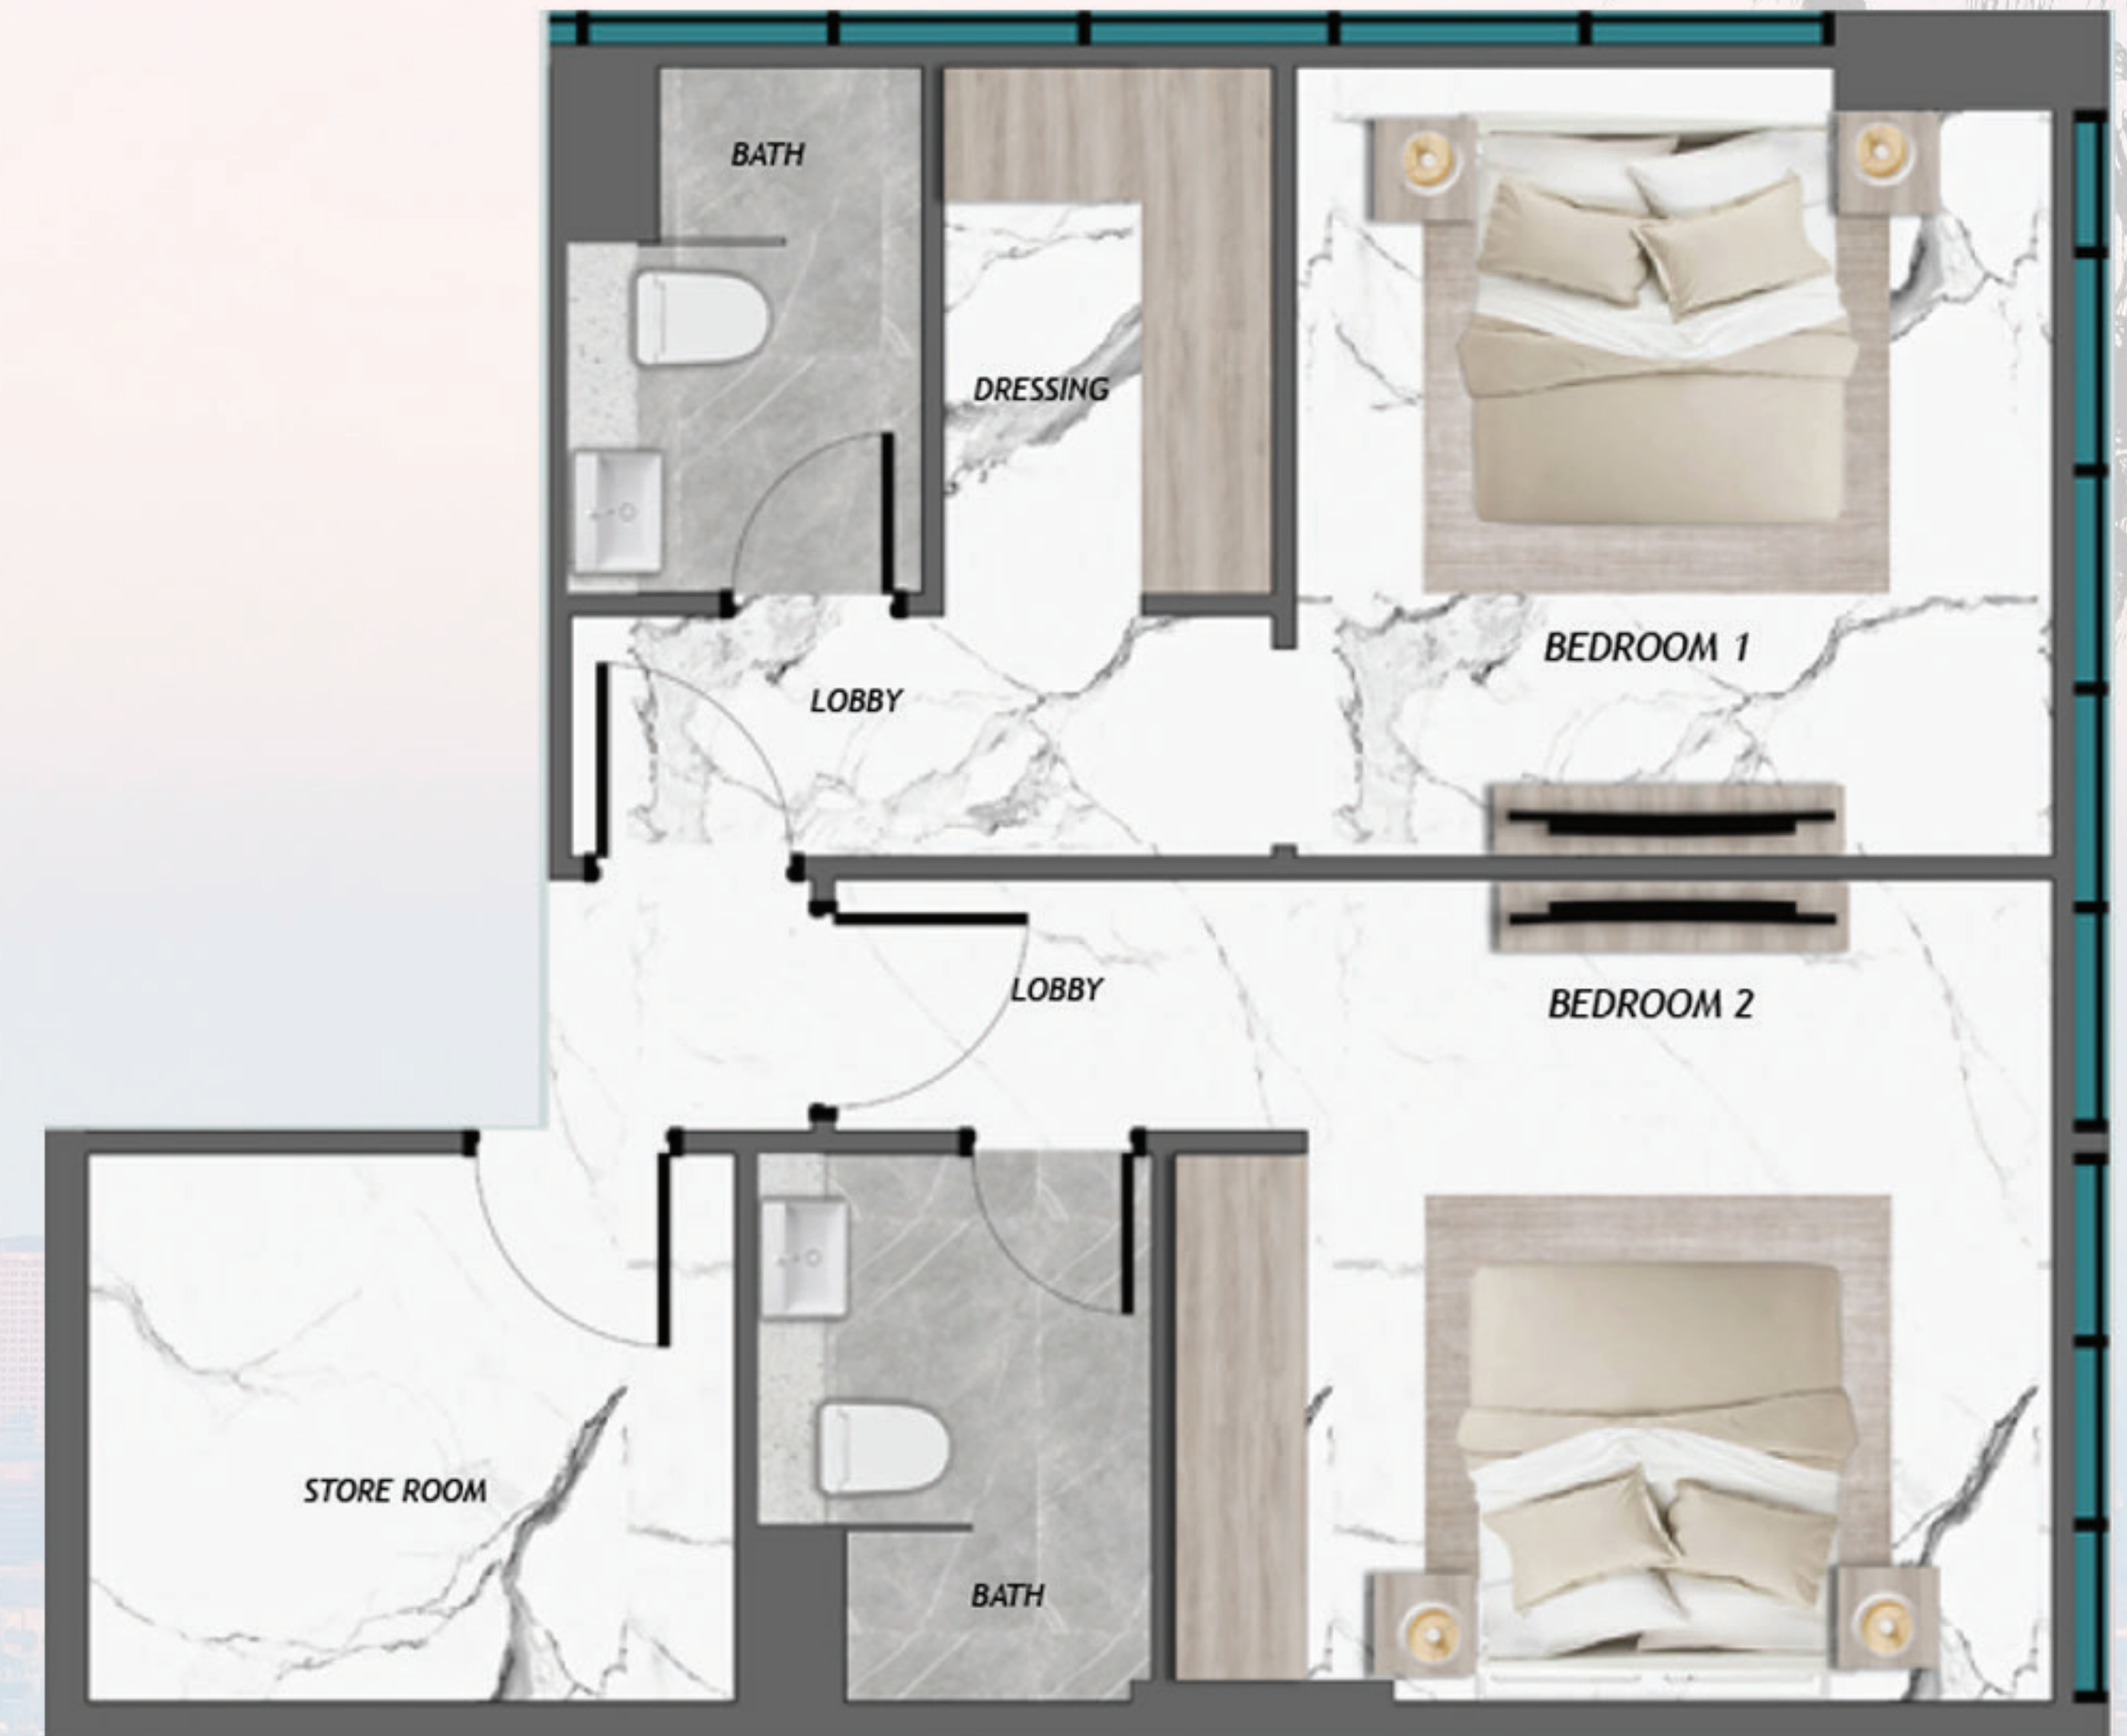 BATH
DRESSING
BEDROOM 1
LOBBY
LOBBY
BEDROOM 2
STORE ROOM
BATH